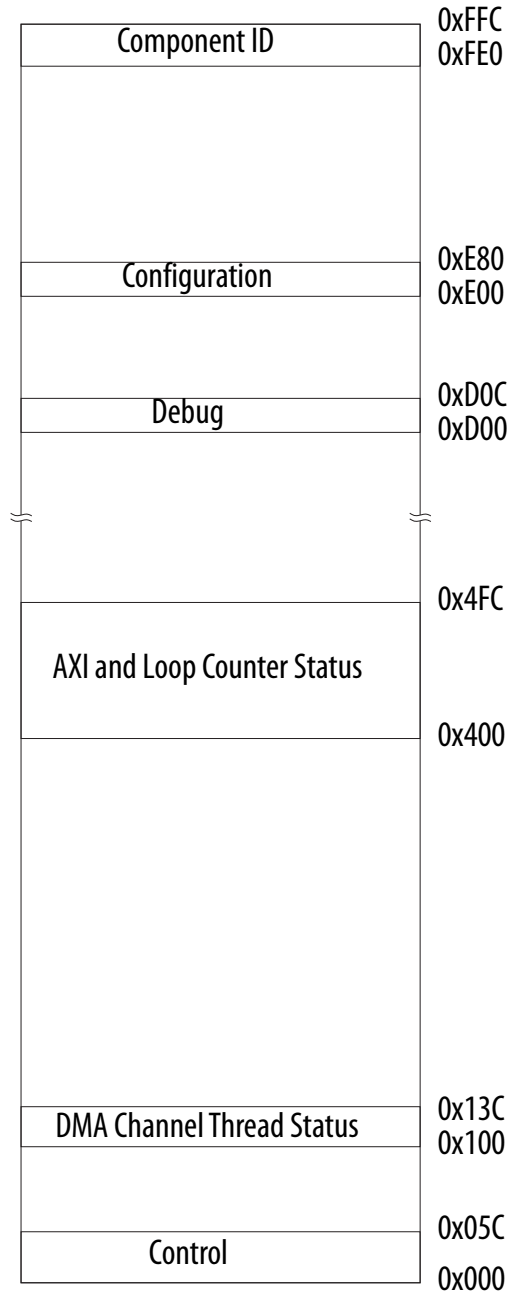 0xFFC
Component ID
0xFE0
0xE80
Configuration
0xE00
0xD0C
Debug
0xD00
0x4FC
AXI and Loop Counter Status
0x400
0x13C
DMA Channel Thread Status
0x100
0x05C
Control
0x000